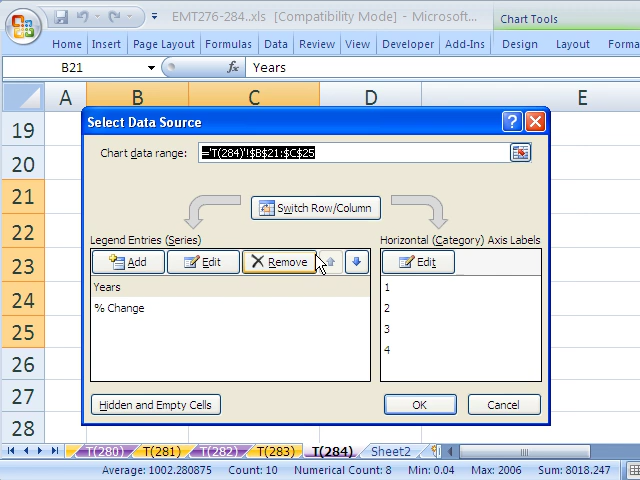 EMT276-284..xls [Compatibility Mode] - Microsoft...
Chart Tools
Home Insert Page Layout Formulas Data Review View Developer Add-Ins Design Layout Forma
B21 fx Years
A B C D E
19
20
21
22
23
24
25
26
27
28
Select Data Source
Chart data range: ='T(284)'!$B$21:$C$25
Switch Row/Column
Legend Entries (Series)
Horizontal (Category) Axis Labels
Add Edit Remove
Edit
Years
% Change
1
2
3
4
Hidden and Empty Cells
OK Cancel
T(280) T(281) T(282) T(283) T(284) Sheet2
Average: 1002.280875 Count: 10 Numerical Count: 8 Min: 0.04 Max: 2006 Sum: 8018.247